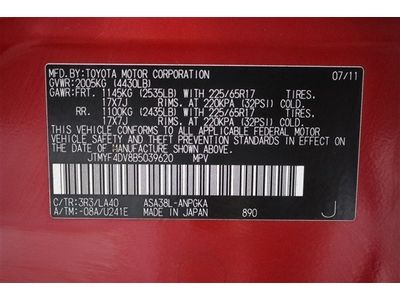 MFD.BY:TOYOTA MOTOR CORPORATION 07/11
GVWR:2005KG (4430LB)
GAWR:FRT. 1145KG (2535LB) WITH 225/65R17 TIRES,
17X7J RIMS, AT 220KPA (32PSI) COLD.
RR. 1100KG (2435LB) WITH 225/65R17 TIRES,
17X7J RIMS, AT 220KPA (32PSI) COLD.
THIS VEHICLE CONFORMS TO ALL APPLICABLE FEDERAL MOTOR
VEHICLE SAFETY AND THEFT PREVENTION STANDARDS IN EFFECT ON
THE DATE OF MANUFACTURE SHOWN ABOVE.
JTMYF4DV8B5039620 MPV
C/TR:3R3/LA40 ASA38L-ANPGKA
A/TM:-08A/U241E MADE IN JAPAN 890 J